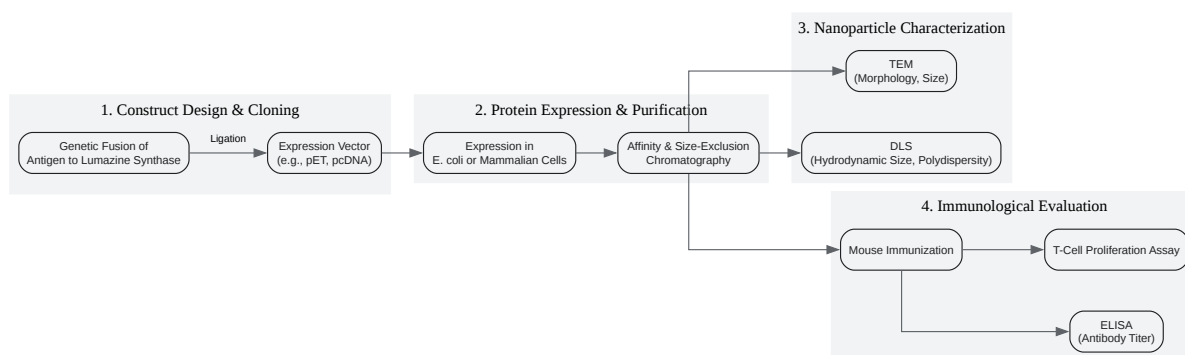 1. Construct Design & Cloning
Genetic Fusion of
Antigen to Lumazine Synthase
Ligation
Expression Vector
(e.g., pET, pcDNA)
2. Protein Expression & Purification
Expression in
E. coli or Mammalian Cells
Affinity & Size-Exclusion
Chromatography
3. Nanoparticle Characterization
TEM
(Morphology, Size)
DLS
(Hydrodynamic Size, Polydispersity)
4. Immunological Evaluation
Mouse Immunization
T-Cell Proliferation Assay
ELISA
(Antibody Titer)